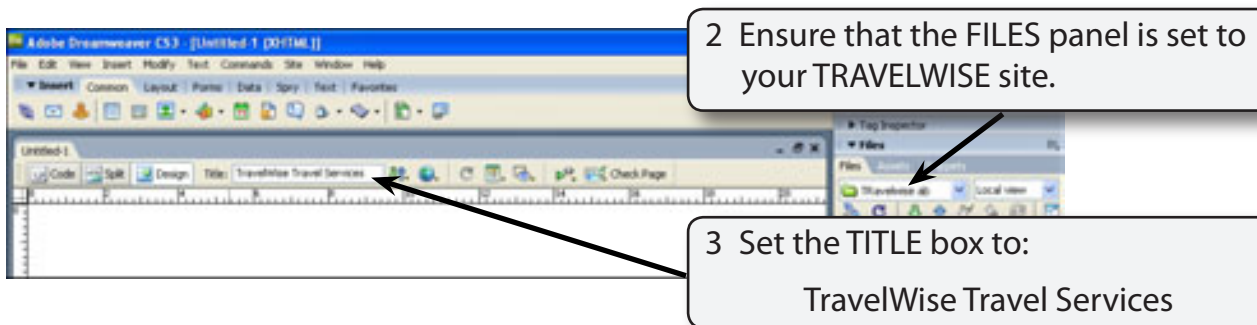 Adobe Dreamweaver CS3 - [Untitled-1 (XHTML)]
File Edit View Insert Modify Text Commands Site Window Help
▼ Insert Common Layout Forms Data Spry Text Favorites
Untitled-1
Code Split Design Title: TravelWise Travel Services Check Page
2 Ensure that the FILES panel is set to
your TRAVELWISE site.
Tag Inspector
▼ Files
Files Assets
Local view
3 Set the TITLE box to:
TravelWise Travel Services